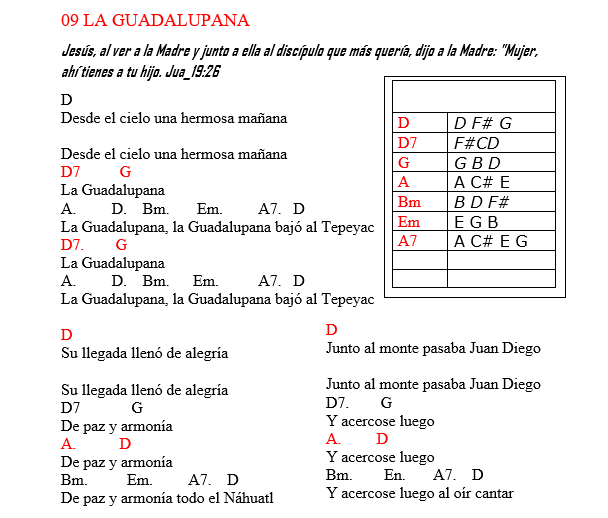 09 LA GUADALUPANA
Jesús, al ver a la Madre y junto a ella al discípulo que más quería, dijo a la Madre: "Mujer,
ahí tienes a tu hijo. Jua_19:26
D
Desde el cielo una hermosa mañana
Desde el cielo una hermosa mañana
D7 G
La Guadalupana
A. D. Bm. Em. A7. D
La Guadalupana, la Guadalupana bajó al Tepeyac
D7. G
La Guadalupana
A. D. Bm. Em. A7. D
La Guadalupana, la Guadalupana bajó al Tepeyac
D D F# G
D7 F#CD
G G B D
A A C# E
Bm B D F#
Em E G B
A7 A C# E G
D
Su llegada llenó de alegría
Su llegada llenó de alegría
D7 G
De paz y armonía
A. D
De paz y armonía
Bm. Em. A7. D
De paz y armonía todo el Náhuatl
D
Junto al monte pasaba Juan Diego
Junto al monte pasaba Juan Diego
D7. G
Y acercose luego
A. D
Y acercose luego
Bm. En. A7. D
Y acercose luego al oír cantar